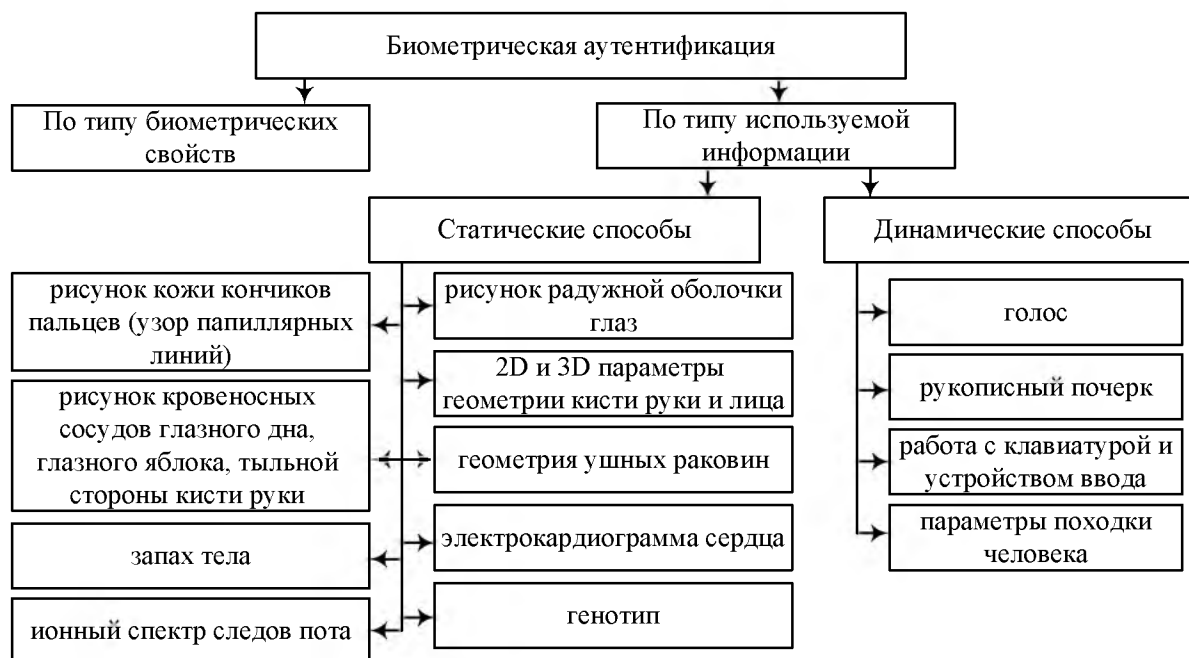 Биометрическая аутентификация
По типу биометрических
свойств
По типу используемой
информации
Статические способы
Динамические способы
рисунок кожи кончиков
пальцев (узор папиллярных
линий)
рисунок кровеносных
сосудов глазного дна,
глазного яблока, тыльной
стороны кисти руки
запах тела
ионный спектр следов пота
рисунок радужной оболочки
глаз
2D и 3D параметры
геометрии кисти руки и лица
геометрия ушных раковин
электрокардиограмма сердца
генотип
голос
рукописный почерк
работа с клавиатурой и
устройством ввода
параметры походки
человека